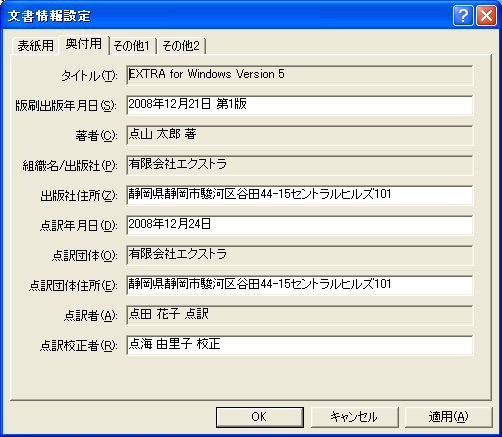 文書情報設定
表紙用 奥付用 その他1 その他2
タイトル(T): EXTRA for Windows Version 5
版刷出版年月日(S): 2008年12月21日 第1版
著者(C): 点山 太郎 著
組織名/出版社(P): 有限会社エクストラ
出版社住所(Z): 静岡県静岡市駿河区谷田44-15セントラルヒルズ101
点訳年月日(D): 2008年12月24日
点訳団体(O): 有限会社エクストラ
点訳団体住所(E): 静岡県静岡市駿河区谷田44-15セントラルヒルズ101
点訳者(A): 点田 花子 点訳
点訳校正者(R): 点海 由里子 校正
OK キャンセル 適用(A)